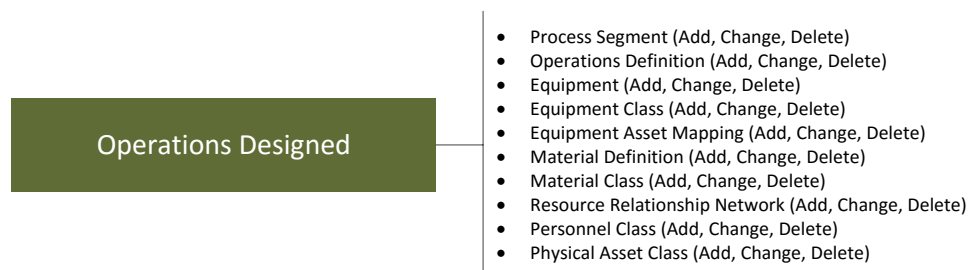 Operations Designed
• Process Segment (Add, Change, Delete)
• Operations Definition (Add, Change, Delete)
• Equipment (Add, Change, Delete)
• Equipment Class (Add, Change, Delete)
• Equipment Asset Mapping (Add, Change, Delete)
• Material Definition (Add, Change, Delete)
• Material Class (Add, Change, Delete)
• Resource Relationship Network (Add, Change, Delete)
• Personnel Class (Add, Change, Delete)
• Physical Asset Class (Add, Change, Delete)